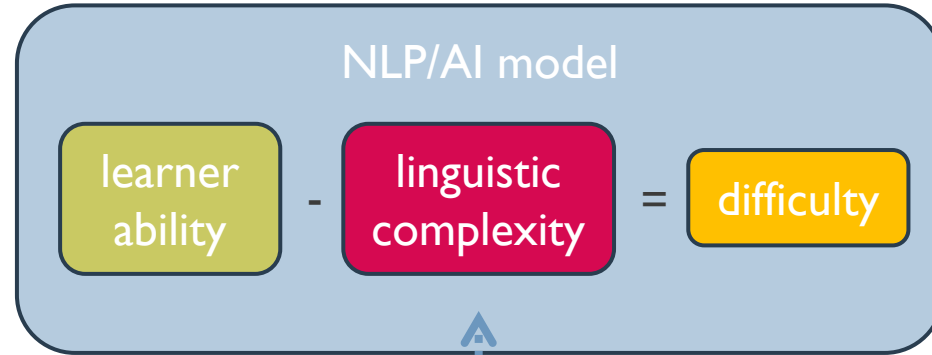 NLP/AI model
learner
ability
-
linguistic
complexity
=
difficulty